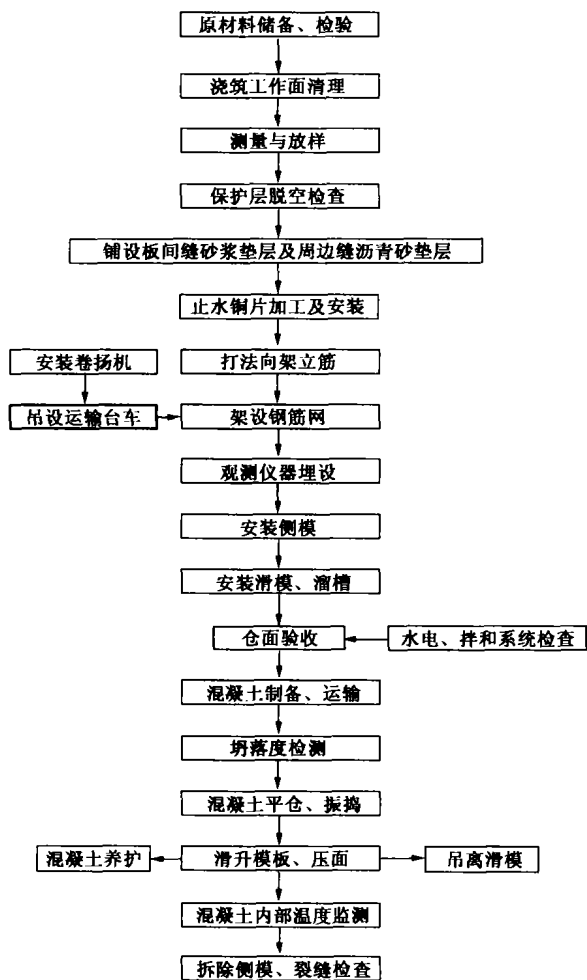 原材料储备、检验
浇筑工作面清理
测量与放样
保护层脱空检查
铺设板间缝砂浆垫层及周边缝沥青砂垫层
止水铜片加工及安装
安装卷扬机
打法向架立筋
吊设运输台车
架设钢筋网
观测仪器埋设
安装侧模
安装滑模、溜槽
仓面验收
水电、拌和系统检查
混凝土制备、运输
坍落度检测
混凝土平仓、振捣
混凝土养护
滑升模板、压面
吊离滑模
混凝土内部温度监测
拆除侧模、裂缝检查